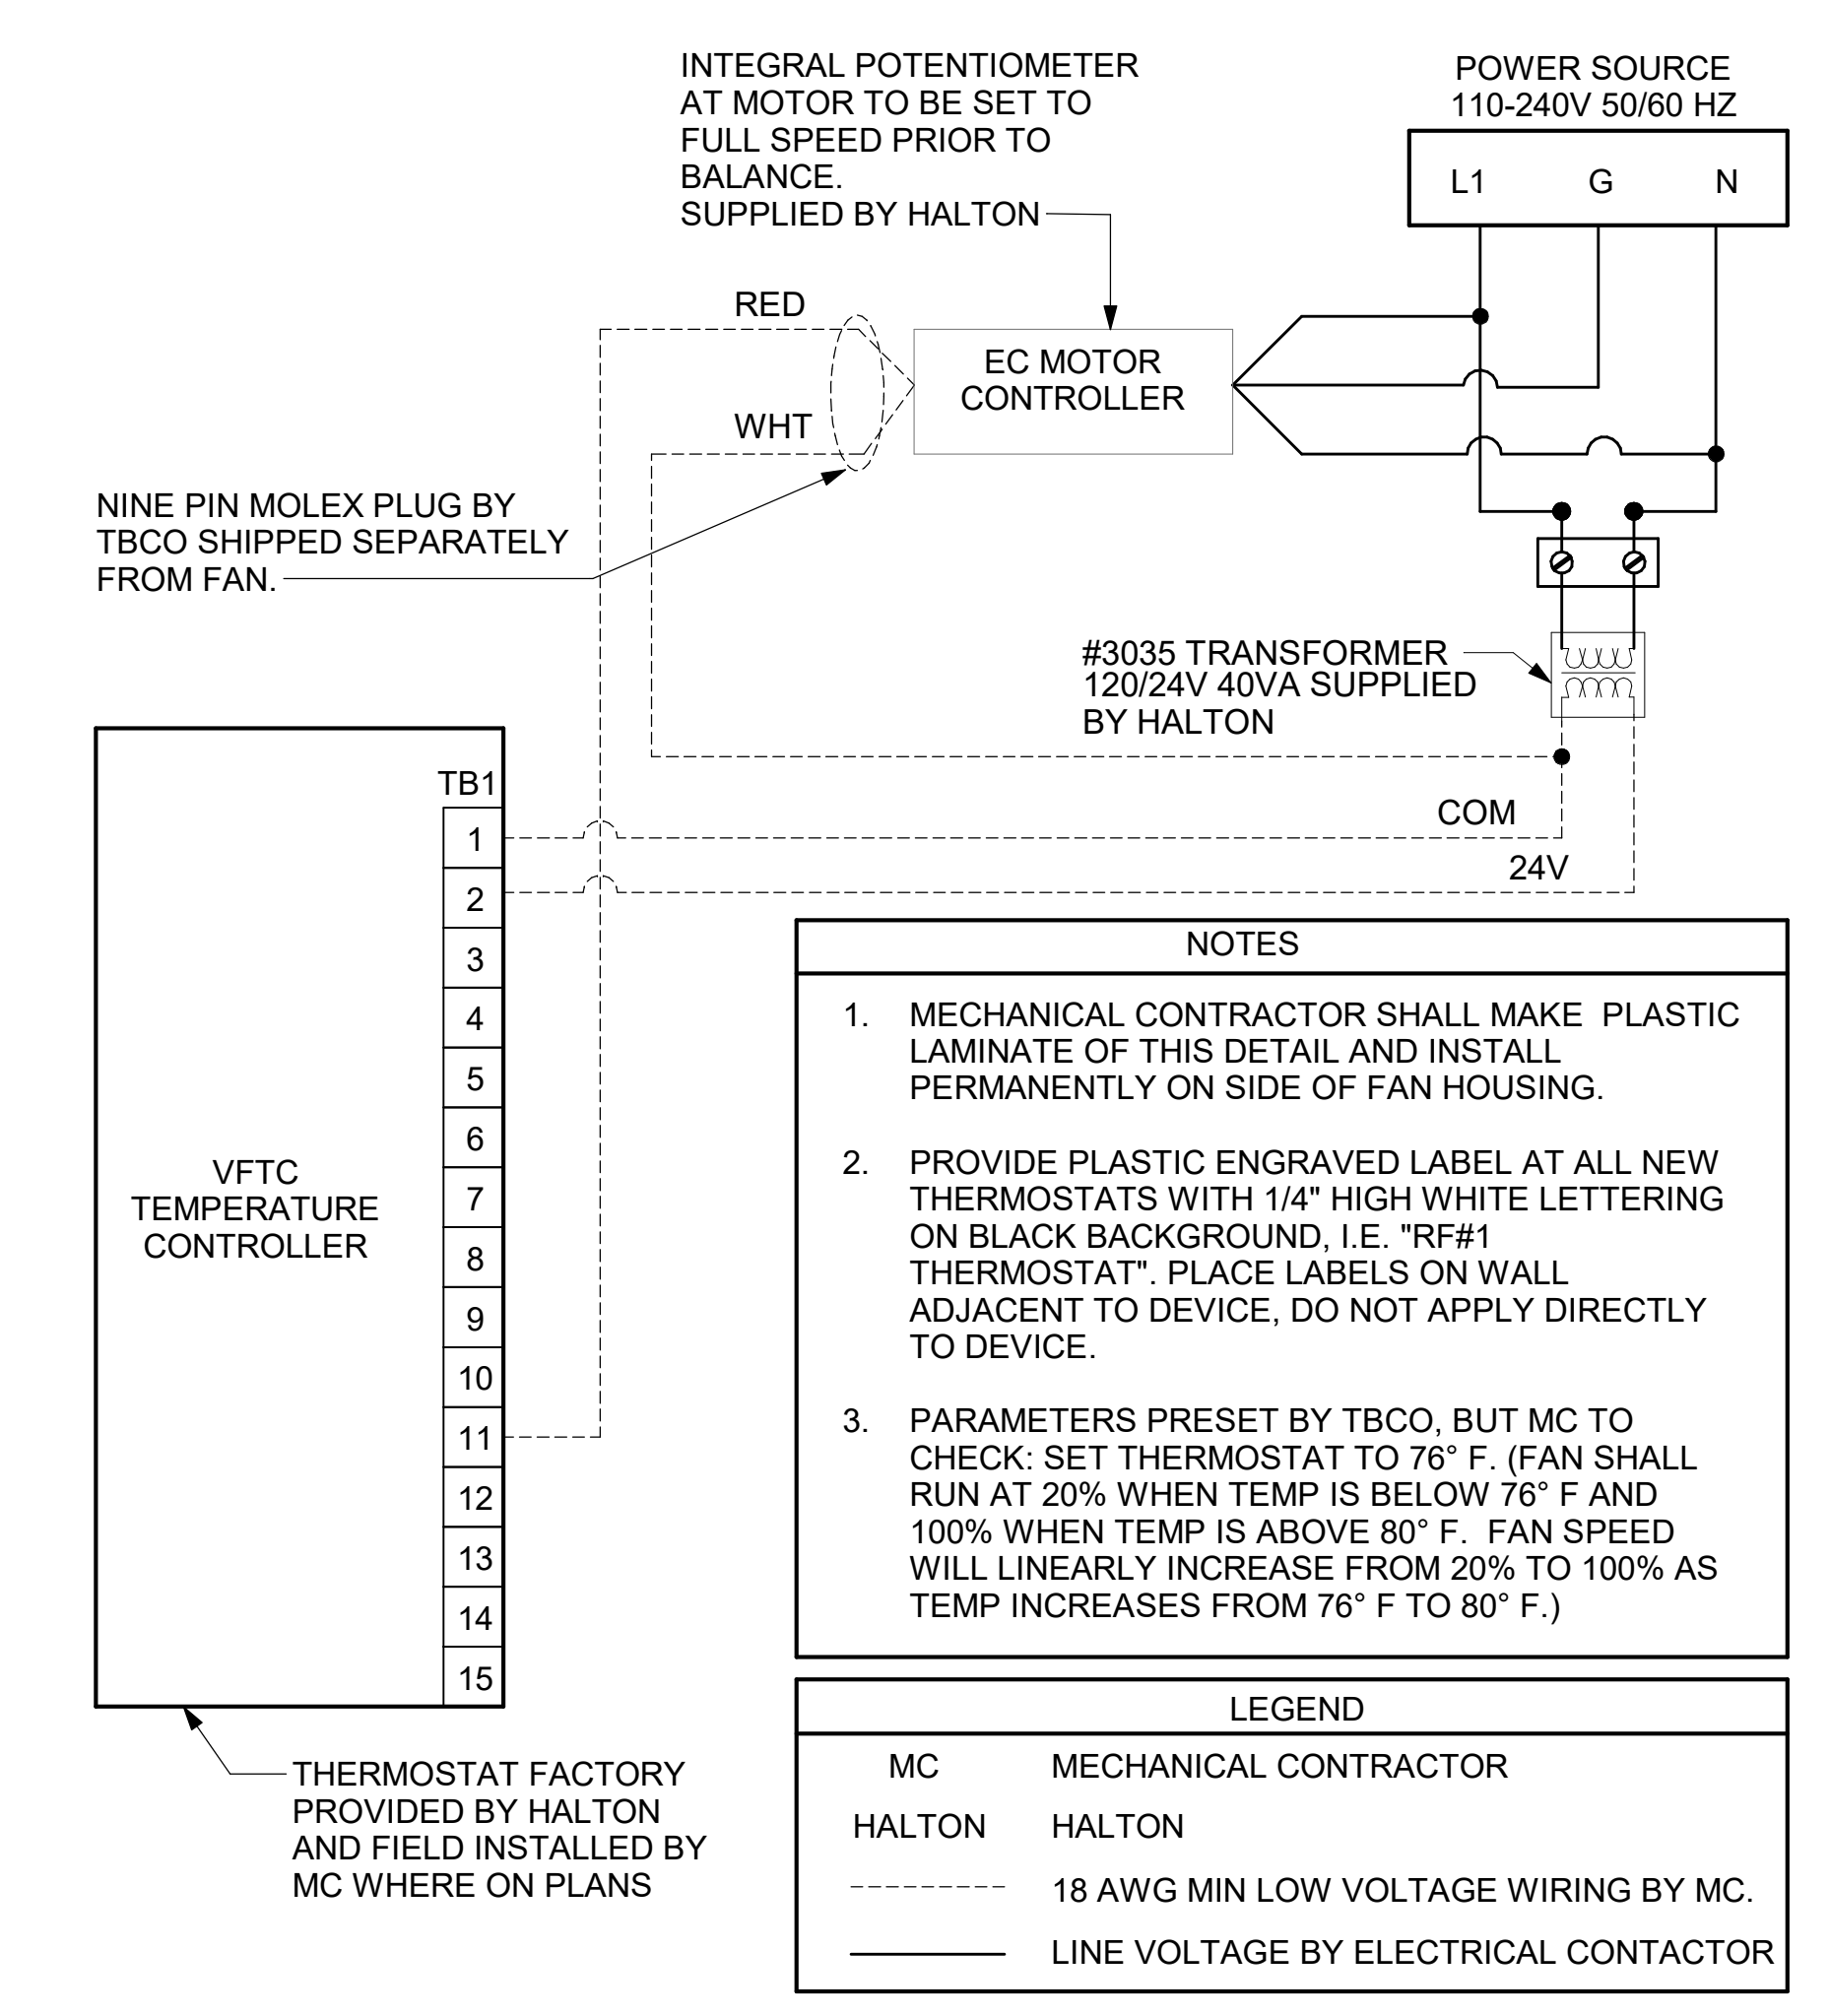 INTEGRAL POTENTIOMETER
AT MOTOR TO BE SET TO
FULL SPEED PRIOR TO
BALANCE.
SUPPLIED BY HALTON
POWER SOURCE
110-240V 50/60 HZ
L1 G N
RED
WHT
EC MOTOR
CONTROLLER
NINE PIN MOLEX PLUG BY
TBCO SHIPPED SEPARATELY
FROM FAN.
#3035 TRANSFORMER
120/24V 40VA SUPPLIED
BY HALTON
COM
24V
TB1
1
2
3
4
5
6
7
8
9
10
11
12
13
14
15
VFTC
TEMPERATURE
CONTROLLER
THERMOSTAT FACTORY
PROVIDED BY HALTON
AND FIELD INSTALLED BY
MC WHERE ON PLANS
NOTES
1. MECHANICAL CONTRACTOR SHALL MAKE PLASTIC
LAMINATE OF THIS DETAIL AND INSTALL
PERMANENTLY ON SIDE OF FAN HOUSING.
2. PROVIDE PLASTIC ENGRAVED LABEL AT ALL NEW
THERMOSTATS WITH 1/4" HIGH WHITE LETTERING
ON BLACK BACKGROUND, I.E. "RF#1
THERMOSTAT". PLACE LABELS ON WALL
ADJACENT TO DEVICE, DO NOT APPLY DIRECTLY
TO DEVICE.
3. PARAMETERS PRESET BY TBCO, BUT MC TO
CHECK: SET THERMOSTAT TO 76° F. (FAN SHALL
RUN AT 20% WHEN TEMP IS BELOW 76° F AND
100% WHEN TEMP IS ABOVE 80° F. FAN SPEED
WILL LINEARLY INCREASE FROM 20% TO 100% AS
TEMP INCREASES FROM 76° F TO 80° F.)
LEGEND
MC MECHANICAL CONTRACTOR
HALTON HALTON
18 AWG MIN LOW VOLTAGE WIRING BY MC.
LINE VOLTAGE BY ELECTRICAL CONTACTOR